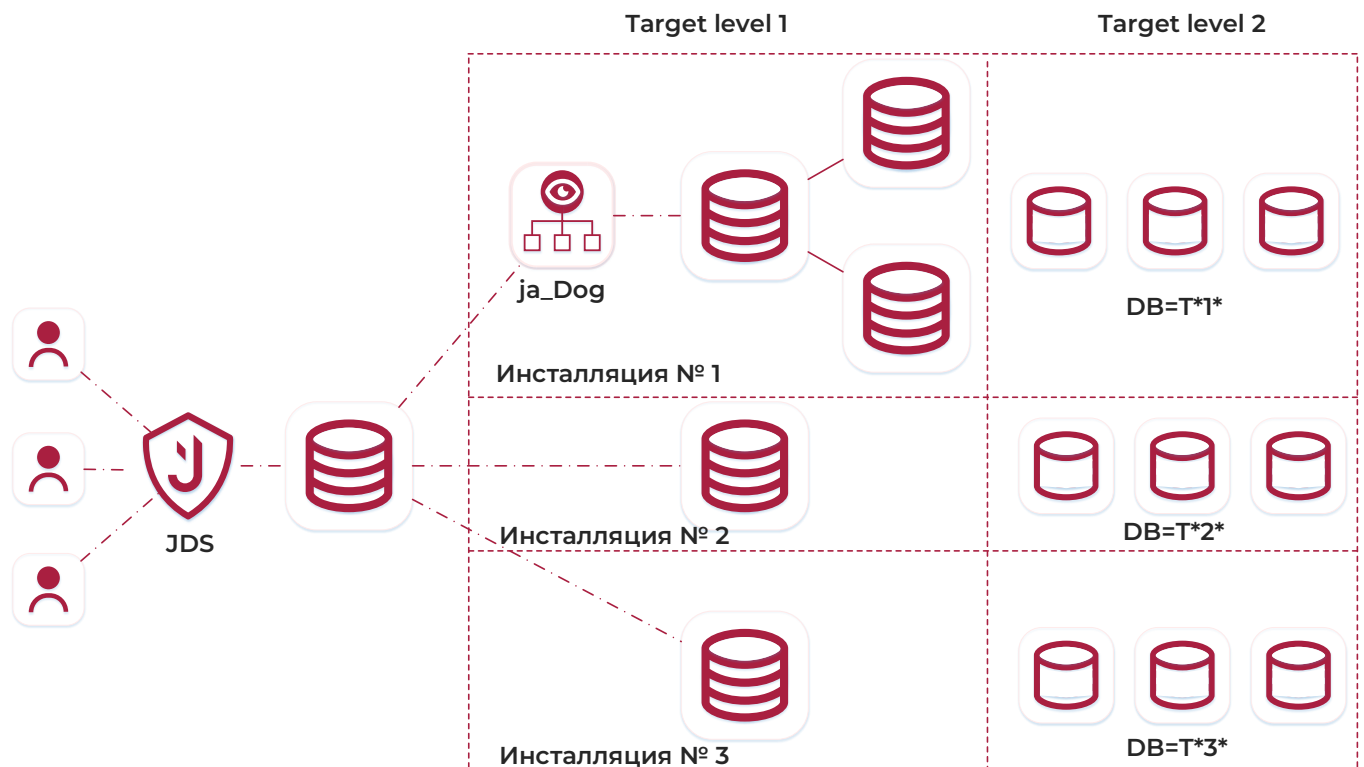 Target level 1
Target level 2
ja_Dog
DB=T*1*
Инсталляция № 1
JDS
Инсталляция № 2
DB=T*2*
Инсталляция № 3
DB=T*3*